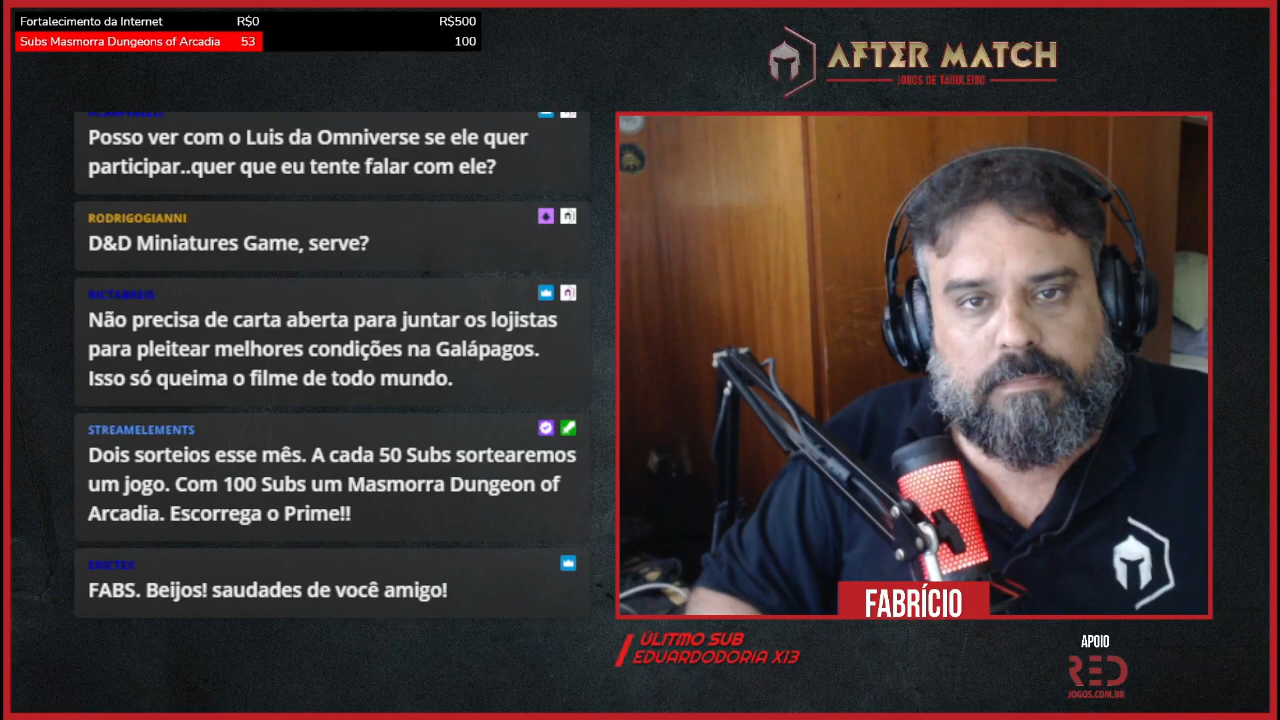 Fortalecimento da Internet R$0 R$500
Subs Masmorra Dungeons of Arcadia 53 100
AFTER MATCH
JOGOS DE TABULEIRO
Posso ver com o Luis da Omniverse se ele quer
participar..quer que eu tente falar com ele?
RODRIGOGIANNI
D&D Miniatures Game, serve?
RICTABREIS
Não precisa de carta aberta para juntar os lojistas
para pleitear melhores condições na Galápagos.
Isso só queima o filme de todo mundo.
STREAMELEMENTS
Dois sorteios esse mês. A cada 50 Subs sortearemos
um jogo. Com 100 Subs um Masmorra Dungeon of
Arcadia. Escorrega o Prime!!
ERICTEX
FABS. Beijos! saudades de você amigo!
FABRÍCIO
ÚLITMO SUB
EDUARDODORIA X13
APOIO
RED
JOGOS.COM.BR